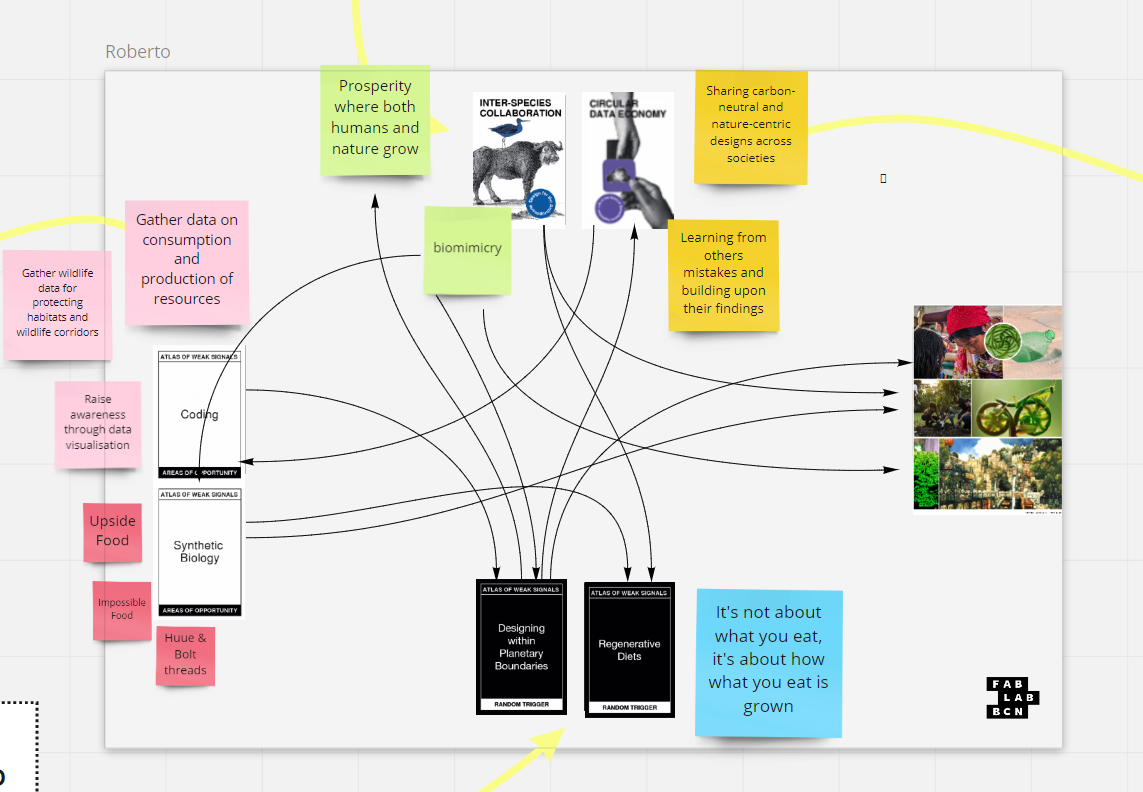 Roberto
Prosperity
where both
humans and
nature grow
INTER-SPECIES
COLLABORATION
CIRCULAR
DATA ECONOMY
Sharing carbon-
neutral and
nature-centric
designs across
societies
Gather data on
consumption
and
production of
resources
biomimicry
Learning from
others
mistakes and
building upon
their findings
Gather wildlife
data for
protecting
habitats and
wildlife corridors
ATLAS OF WEAK SIGNALS
Coding
AREAS OF OPPORTUNITY
Raise
awareness
through data
visualisation
ATLAS OF WEAK SIGNALS
Synthetic
Biology
AREAS OF OPPORTUNITY
Upside
Food
Impossible
Food
Huue &
Bolt
threads
ATLAS OF WEAK SIGNALS
Designing
within
Planetary
Boundaries
RANDOM TRIGGER
ATLAS OF WEAK SIGNALS
Regenerative
Diets
RANDOM TRIGGER
It's not about
what you eat,
it's about how
what you eat is
grown
FAB
LAB
BCN